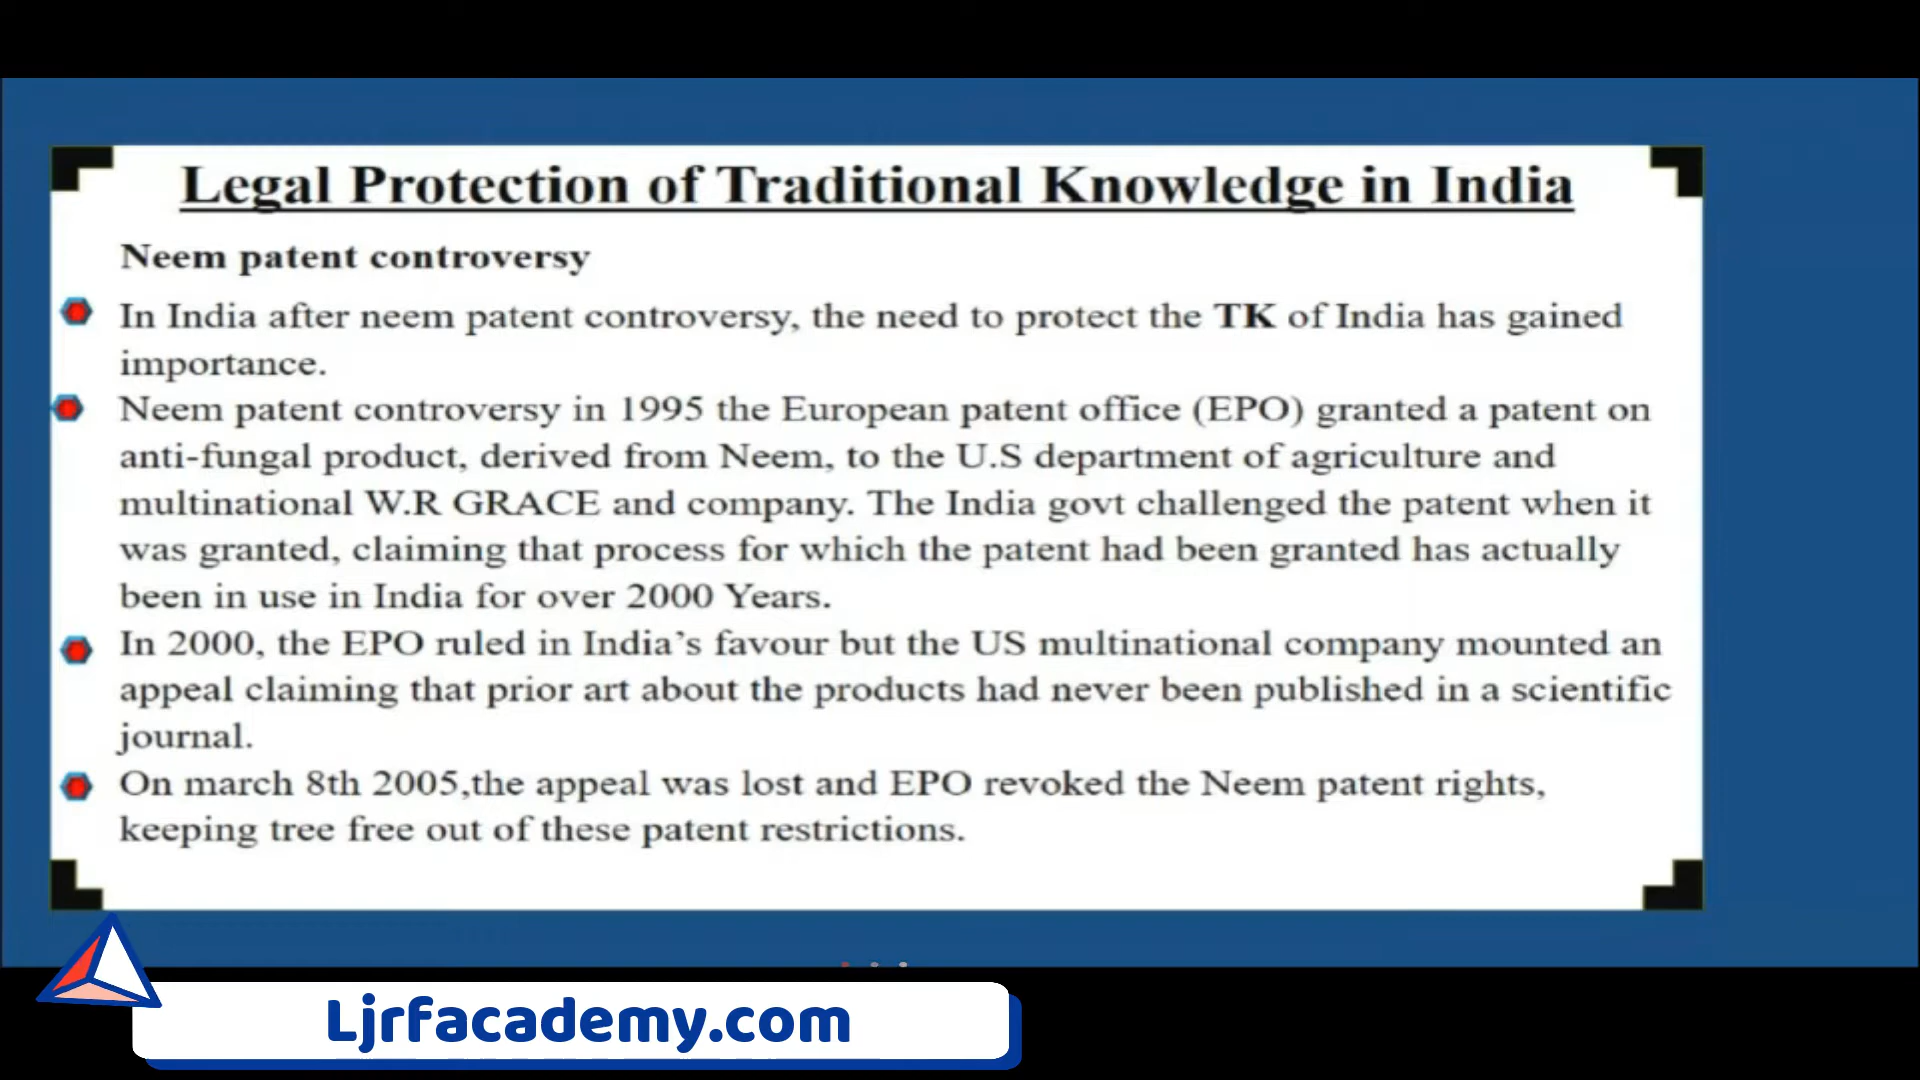 Legal Protection of Traditional Knowledge in India
Neem patent controversy
In India after neem patent controversy, the need to protect the TK of India has gained
importance.
Neem patent controversy in 1995 the European patent office (EPO) granted a patent on
anti-fungal product, derived from Neem, to the U.S department of agriculture and
multinational W.R GRACE and company. The India govt challenged the patent when it
was granted, claiming that process for which the patent had been granted has actually
been in use in India for over 2000 Years.
In 2000, the EPO ruled in India’s favour but the US multinational company mounted an
appeal claiming that prior art about the products had never been published in a scientific
journal.
On march 8th 2005,the appeal was lost and EPO revoked the Neem patent rights,
keeping tree free out of these patent restrictions.
Ljrfacademy.com